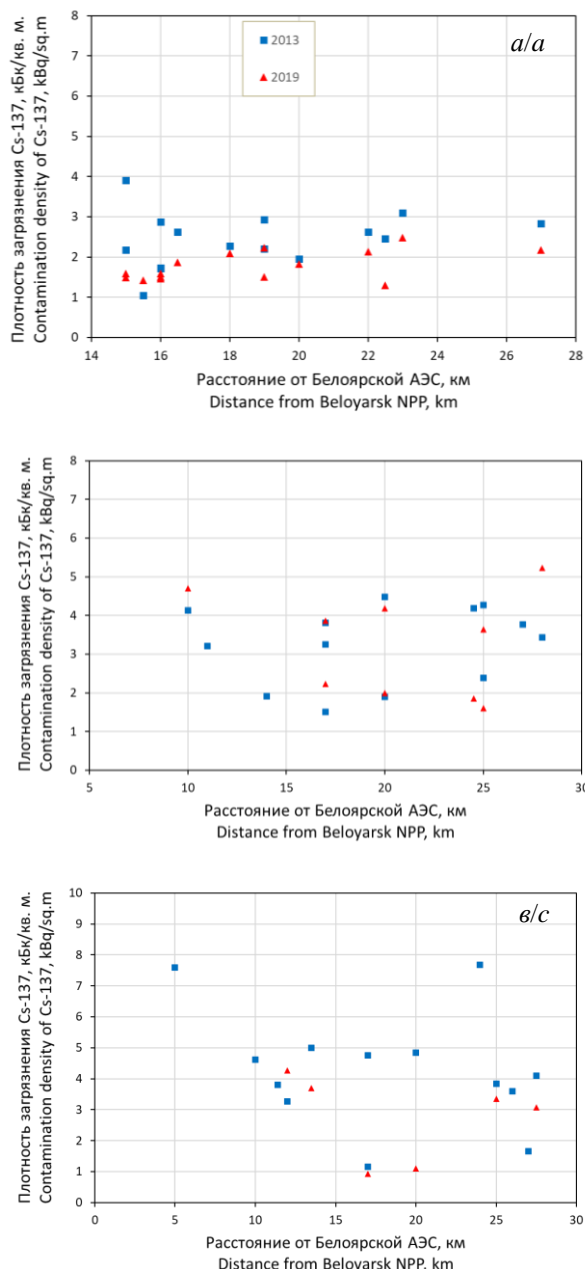 Плотность загрязнения Cs-137, кБк/кв. м.
Contamination density of Cs-137, kBq/sq.m
8
7
6
5
4
3
2
1
0
2013
2019
а/a
14 16 18 20 22 24 26 28
Расстояние от Белоярской АЭС, км
Distance from Beloyarsk NPP, km
Плотность загрязнения Cs-137, кБк/кв. м.
Contamination density of Cs-137, kBq/sq.m
8
7
6
5
4
3
2
1
0
5 10 15 20 25 30
Расстояние от Белоярской АЭС, км
Distance from Beloyarsk NPP, km
Плотность загрязнения Cs-137, кБк/кв. м.
Contamination density of Cs-137, kBq/sq.m
10
9
8
7
6
5
4
3
2
1
0
в/c
0 5 10 15 20 25 30
Расстояние от Белоярской АЭС, км
Distance from Beloyarsk NPP, km